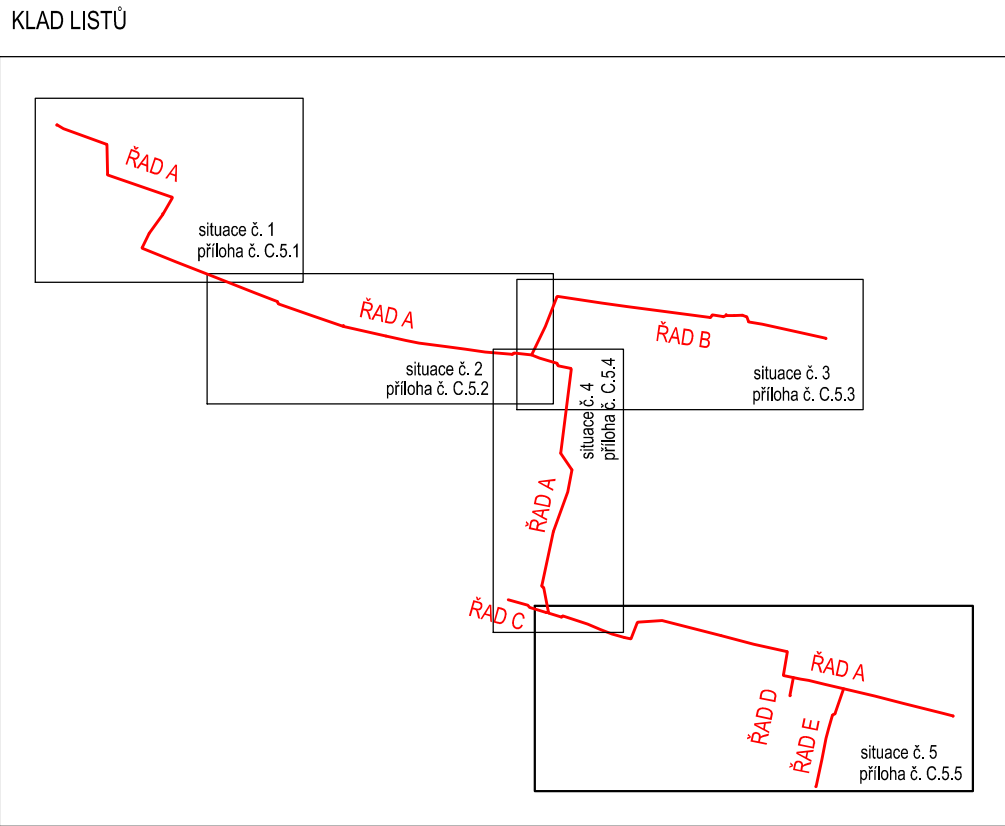 KLAD LISTŮ
ŘAD A
situace č. 1
příloha č. C.5.1
ŘAD A
situace č. 2
příloha č. C.5.2
ŘAD B
situace č. 3
příloha č. C.5.3
situace č. 4
příloha č. C.5.4
ŘAD A
ŘAD C
ŘAD A
ŘAD D
ŘAD E
situace č. 5
příloha č. C.5.5